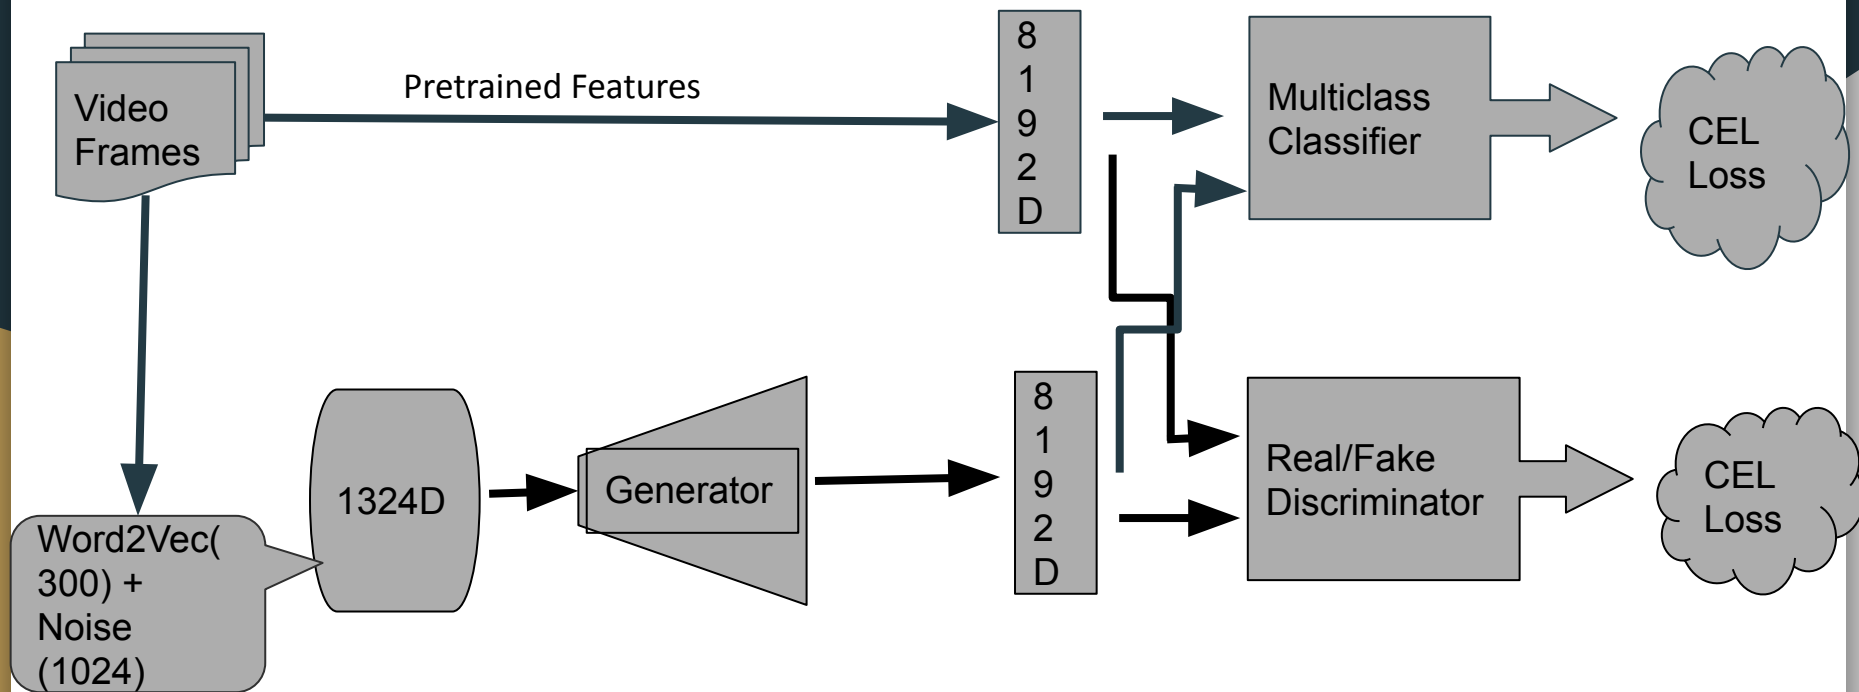 Video
Frames
Pretrained Features
8
1
9
2
D
Multiclass
Classifier
CEL
Loss
Word2Vec(
300) +
Noise
(1024)
1324D
Generator
8
1
9
2
D
Real/Fake
Discriminator
CEL
Loss